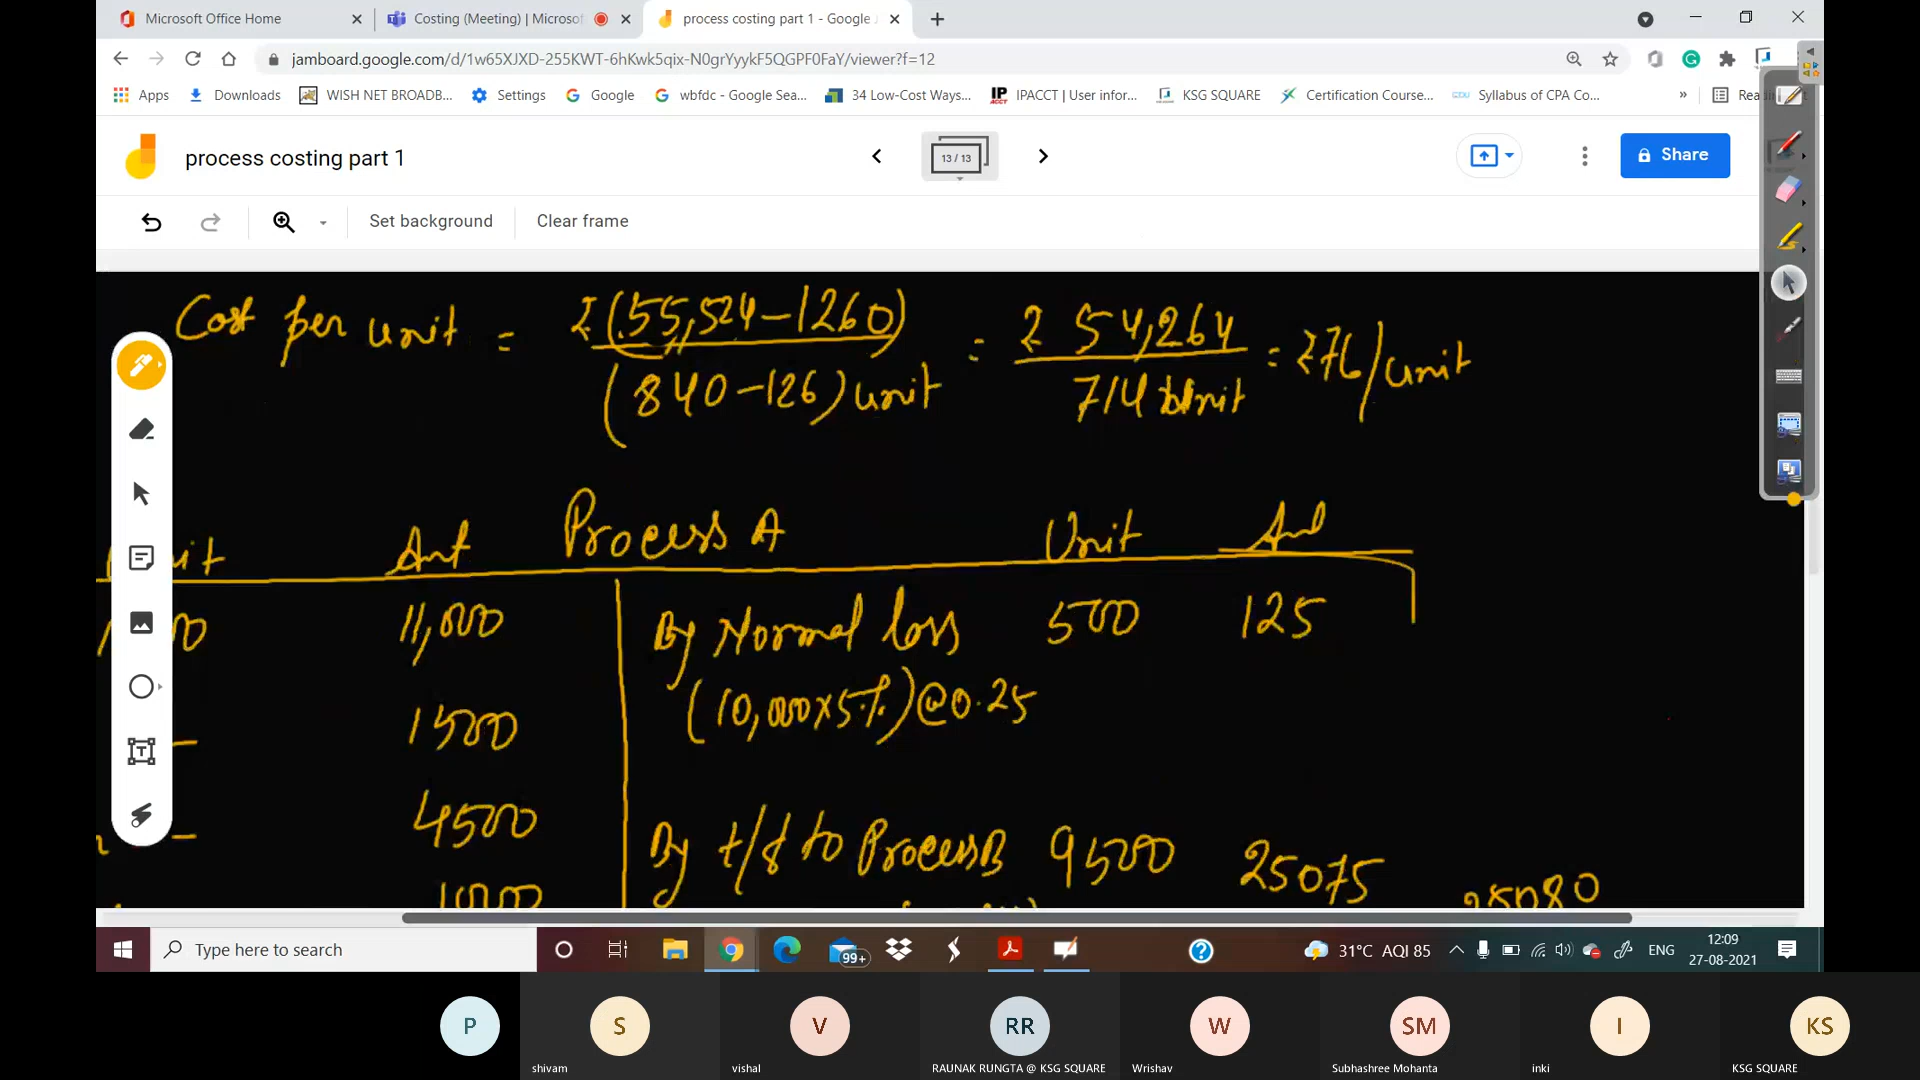 Microsoft Office Home
Costing (Meeting) | Microsof
process costing part 1 - Google J
jamboard.google.com/d/1w65XJXD-255KWT-6hKwk5qix-N0grYyykF5QGPF0FaY/viewer?f=12
Apps Downloads WISH NET BROADB... Settings Google wbfdc - Google Sea... 34 Low-Cost Ways... IPACCT | User infor... KSG SQUARE Certification Course... Syllabus of CPA Co... » Readi
process costing part 1
13 / 13
Share
Set background Clear frame
Cost per unit = ₹(55,524-1260) = ₹ 54,264 = ₹76/unit
(840-126) unit 714 unit
Process A
Amt Unit Amt
11,000 By Normal loss 500 125
(10,000x5%)@0.25
1500
4500
By t/f to Process B 9500 25075
25080
Type here to search
99+
31°C AQI 85
ENG
12:09
27-08-2021
P S V RR W SM I KS
shivam vishal RAUNAK RUNGTA @ KSG SQUARE Wrishav Subhashree Mohanta inki KSG SQUARE